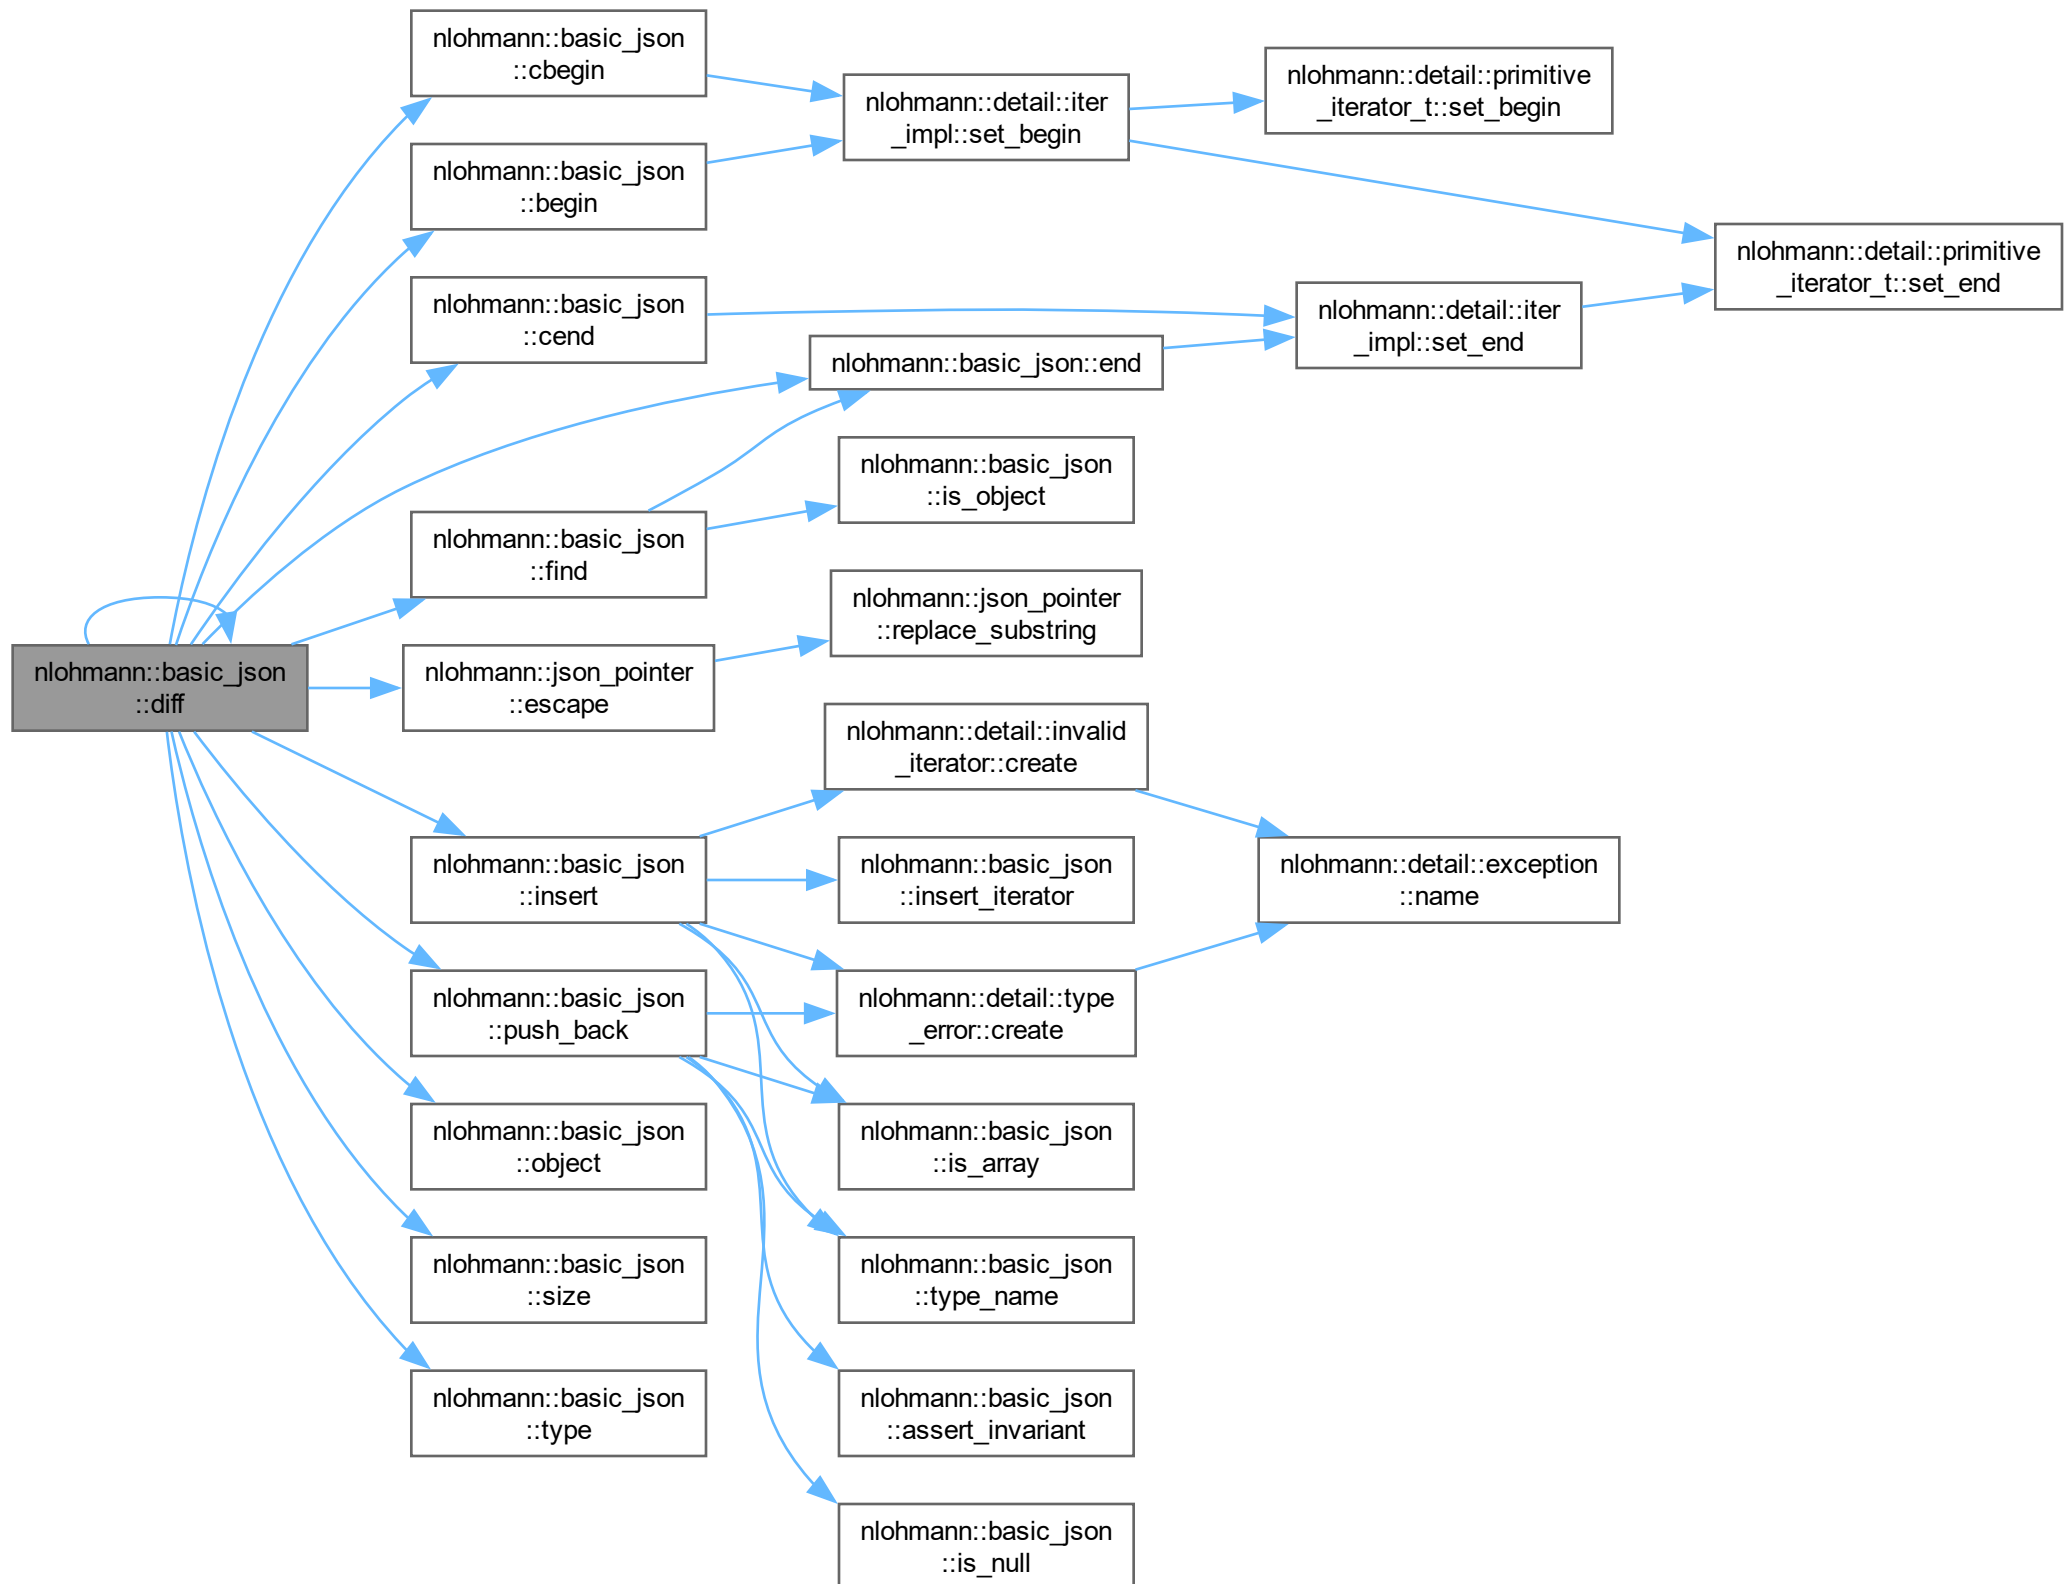 nlohmann::basic_json
::cbegin
nlohmann::detail::primitive
_iterator_t::set_begin
nlohmann::detail::iter
_impl::set_begin
nlohmann::basic_json
::begin
nlohmann::detail::primitive
_iterator_t::set_end
nlohmann::basic_json
::cend
nlohmann::detail::iter
_impl::set_end
nlohmann::basic_json::end
nlohmann::basic_json
::is_object
nlohmann::basic_json
::find
nlohmann::json_pointer
::replace_substring
nlohmann::basic_json
::diff
nlohmann::json_pointer
::escape
nlohmann::detail::invalid
_iterator::create
nlohmann::basic_json
::insert
nlohmann::basic_json
::insert_iterator
nlohmann::detail::exception
::name
nlohmann::basic_json
::push_back
nlohmann::detail::type
_error::create
nlohmann::basic_json
::object
nlohmann::basic_json
::is_array
nlohmann::basic_json
::size
nlohmann::basic_json
::type_name
nlohmann::basic_json
::type
nlohmann::basic_json
::assert_invariant
nlohmann::basic_json
::is_null